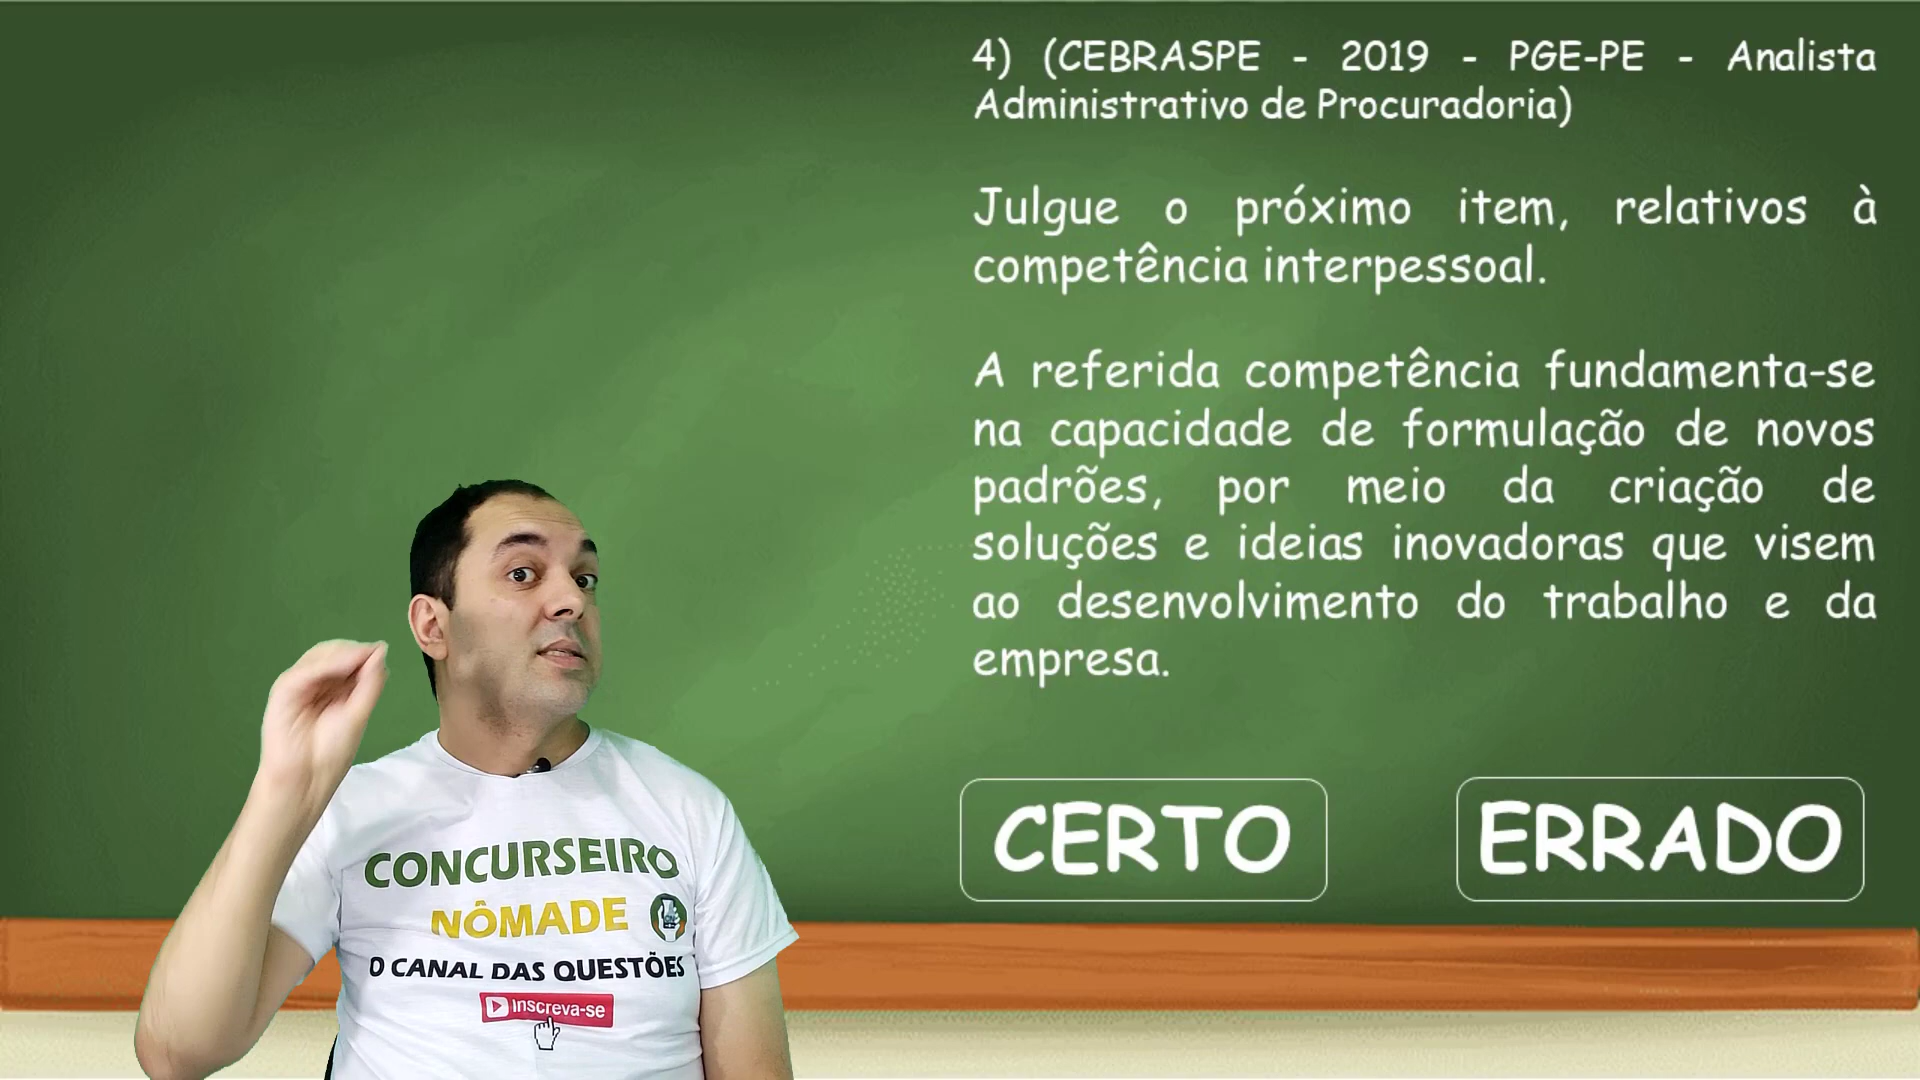 4) (CEBRASPE - 2019 - PGE-PE - Analista
Administrativo de Procuradoria)
Julgue o próximo item, relativos à
competência interpessoal.
A referida competência fundamenta-se
na capacidade de formulação de novos
padrões, por meio da criação de
soluções e ideias inovadoras que visem
ao desenvolvimento do trabalho e da
empresa.
CERTO
ERRADO
CONCURSEIRO
NÔMADE
O CANAL DAS QUESTÕES
Inscreva-se